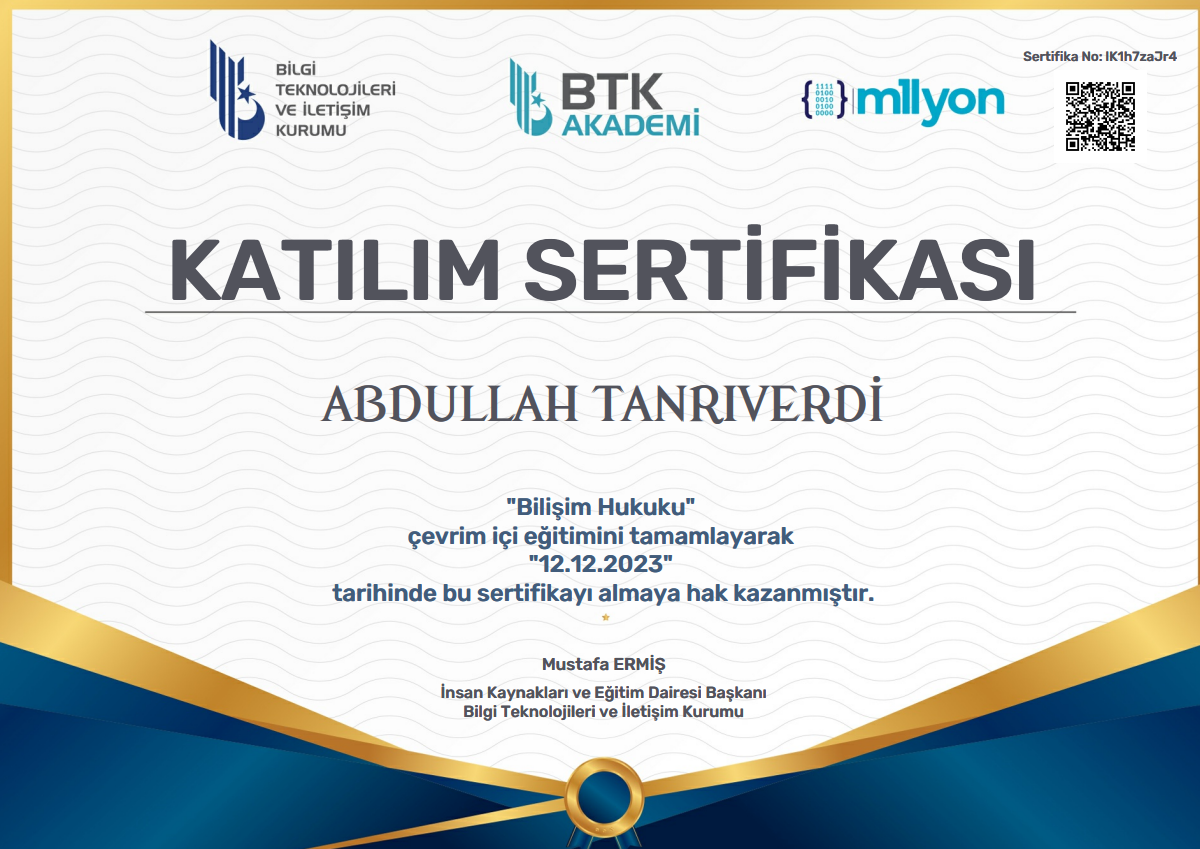 Sertifika No: lK1h7zaJr4
BİLGİ
TEKNOLOJİLERİ
VE İLETİŞİM
KURUMU
BTK
AKADEMİ
1111
0100
0010
0100
0000
m1lyon
KATILIM SERTİFİKASI
ABDULLAH TANRIVERDİ
"Bilişim Hukuku"
çevrim içi eğitimini tamamlayarak
"12.12.2023"
tarihinde bu sertifikayı almaya hak kazanmıştır.
Mustafa ERMİŞ
İnsan Kaynakları ve Eğitim Dairesi Başkanı
Bilgi Teknolojileri ve İletişim Kurumu